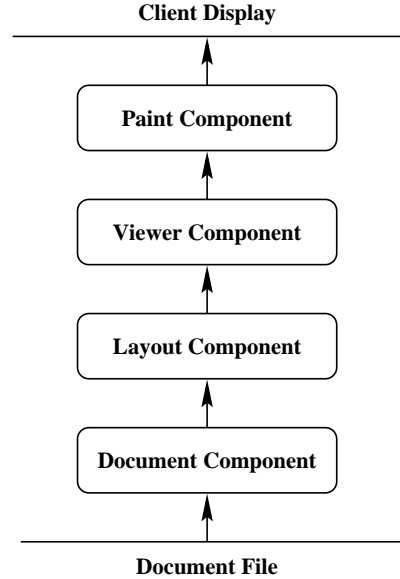 Client Display
Paint Component
Viewer Component
Layout Component
Document Component
Document File